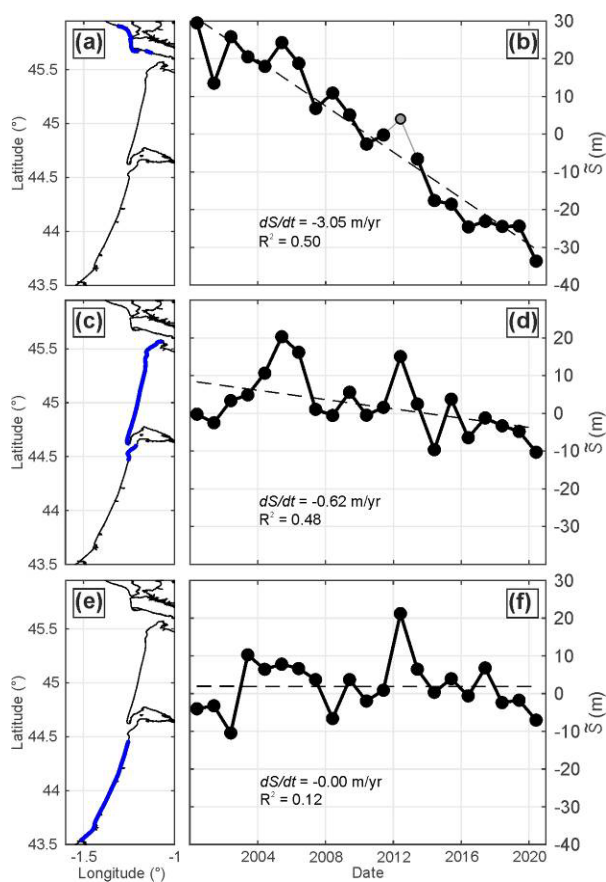 (a)
45.5
45
44.5
44
43.5
Latitude (°)
(b)
30
20
10
0
-10
-20
-30
-40
S̃ (m)
dS/dt = -3.05 m/yr
R² = 0.50
(c)
45.5
45
44.5
44
43.5
Latitude (°)
(d)
20
10
0
-10
-20
-30
S̃ (m)
dS/dt = -0.62 m/yr
R² = 0.48
(e)
45.5
45
44.5
44
43.5
Latitude (°)
-1.5
-1
Longitude (°)
(f)
30
20
10
0
-10
-20
-30
-40
S̃ (m)
dS/dt = -0.00 m/yr
R² = 0.12
2004
2008
2012
2016
2020
Date